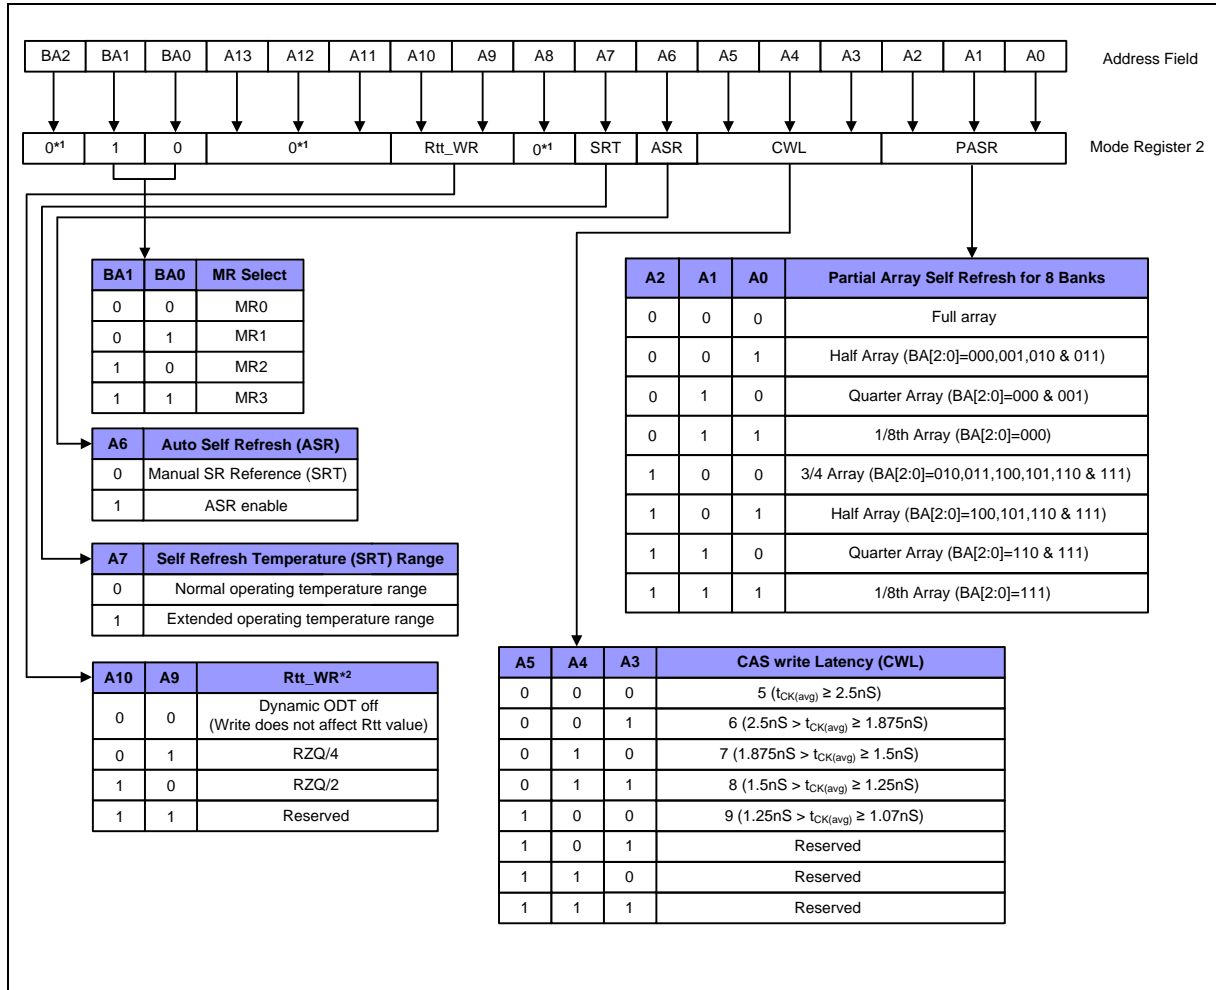 BA2 BA1 BA0 A13 A12 A11 A10 A9 A8 A7 A6 A5 A4 A3 A2 A1 A0 Address Field
0*1 1 0 0*1 Rtt_WR 0*1 SRT ASR CWL PASR Mode Register 2
BA1 BA0 MR Select
0 0 MR0
0 1 MR1
1 0 MR2
1 1 MR3
A6 Auto Self Refresh (ASR)
0 Manual SR Reference (SRT)
1 ASR enable
A7 Self Refresh Temperature (SRT) Range
0 Normal operating temperature range
1 Extended operating temperature range
A10 A9 Rtt_WR*2
0 0 Dynamic ODT off
(Write does not affect Rtt value)
0 1 RZQ/4
1 0 RZQ/2
1 1 Reserved
A2 A1 A0 Partial Array Self Refresh for 8 Banks
0 0 0 Full array
0 0 1 Half Array (BA[2:0]=000,001,010 & 011)
0 1 0 Quarter Array (BA[2:0]=000 & 001)
0 1 1 1/8th Array (BA[2:0]=000)
1 0 0 3/4 Array (BA[2:0]=010,011,100,101,110 & 111)
1 0 1 Half Array (BA[2:0]=100,101,110 & 111)
1 1 0 Quarter Array (BA[2:0]=110 & 111)
1 1 1 1/8th Array (BA[2:0]=111)
A5 A4 A3 CAS write Latency (CWL)
0 0 0 5 (tCK(avg) ≥ 2.5nS)
0 0 1 6 (2.5nS > tCK(avg) ≥ 1.875nS)
0 1 0 7 (1.875nS > tCK(avg) ≥ 1.5nS)
0 1 1 8 (1.5nS > tCK(avg) ≥ 1.25nS)
1 0 0 9 (1.25nS > tCK(avg) ≥ 1.07nS)
1 0 1 Reserved
1 1 0 Reserved
1 1 1 Reserved